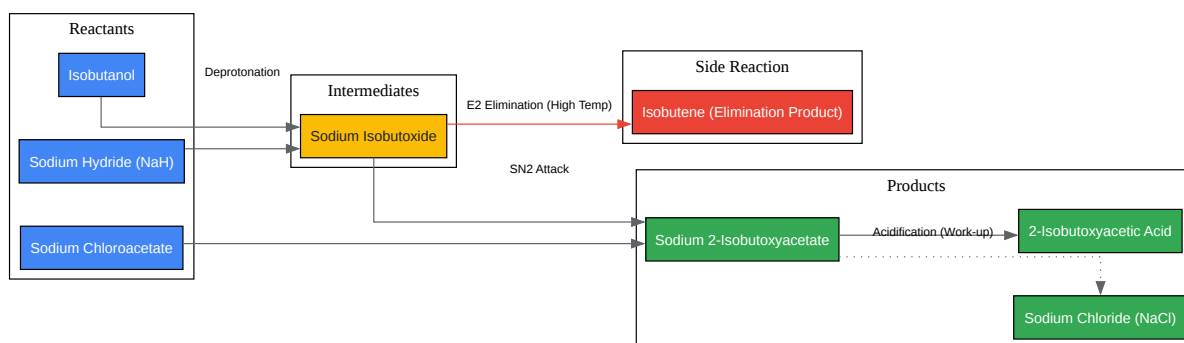 Reactants
Isobutanol
Sodium Hydride (NaH)
Sodium Chloroacetate
Deprotonation
Intermediates
Sodium Isobutoxide
E2 Elimination (High Temp)
SN2 Attack
Side Reaction
Isobutene (Elimination Product)
Products
Sodium 2-Isobutoxyacetate
Acidification (Work-up)
2-Isobutoxyacetic Acid
Sodium Chloride (NaCl)